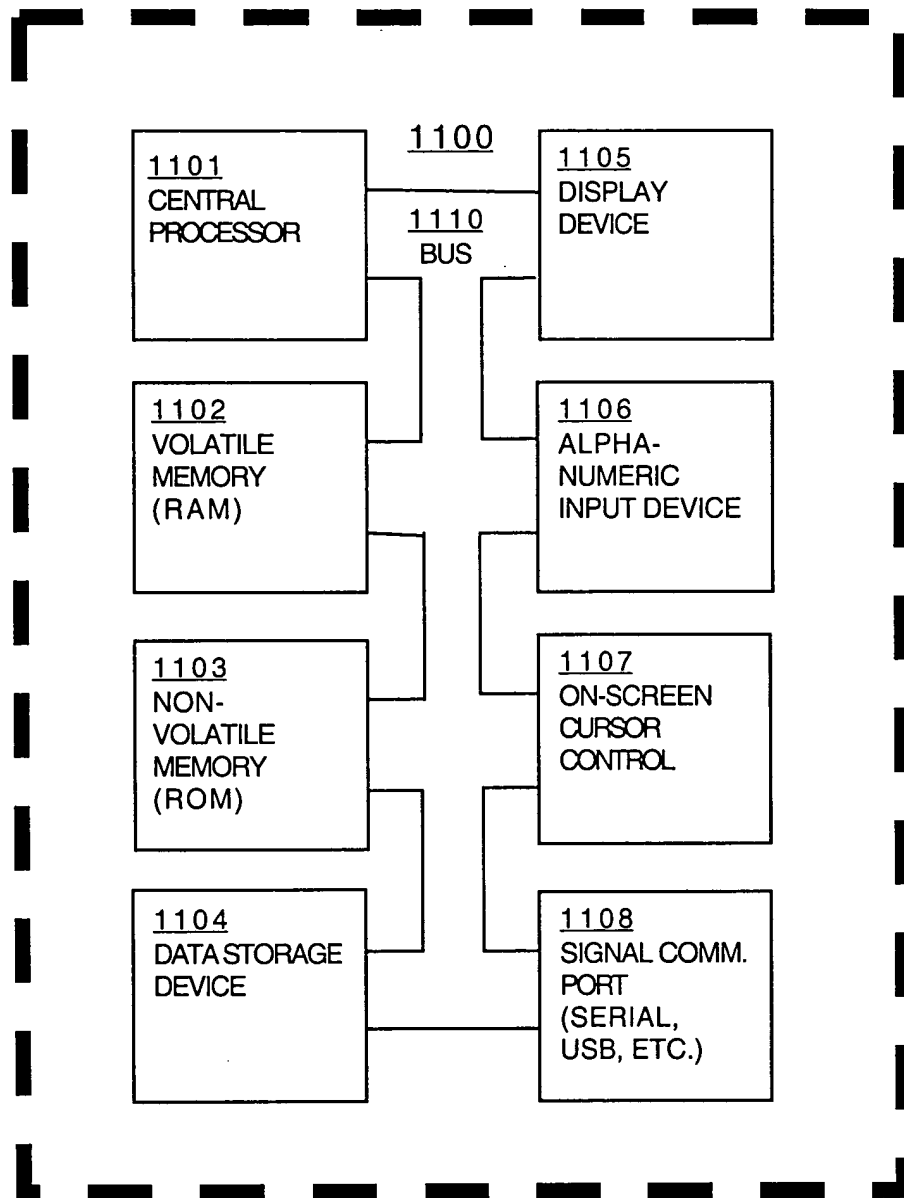 1100
1101
CENTRAL
PROCESSOR
1105
DISPLAY
DEVICE
1110
BUS
1102
VOLATILE
MEMORY
(RAM)
1106
ALPHA-
NUMERIC
INPUT DEVICE
1103
NON-
VOLATILE
MEMORY
(ROM)
1107
ON-SCREEN
CURSOR
CONTROL
1104
DATA STORAGE
DEVICE
1108
SIGNAL COMM.
PORT
(SERIAL,
USB, ETC.)